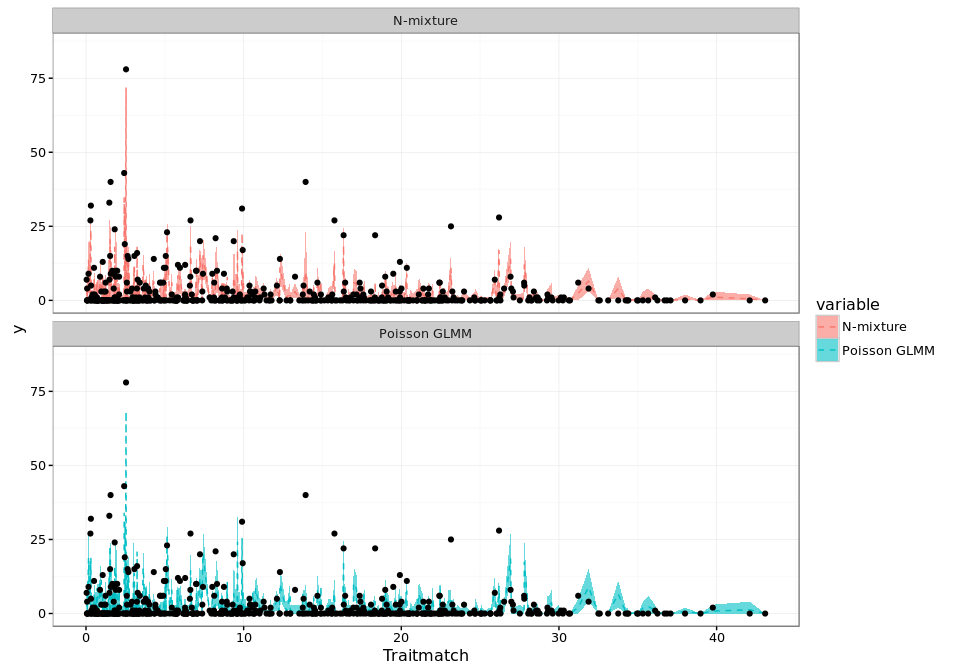 N-mixture
75
50
25
0
y
Poisson GLMM
75
50
25
0
0 10 20 30 40
Traitmatch
variable
N-mixture
Poisson GLMM